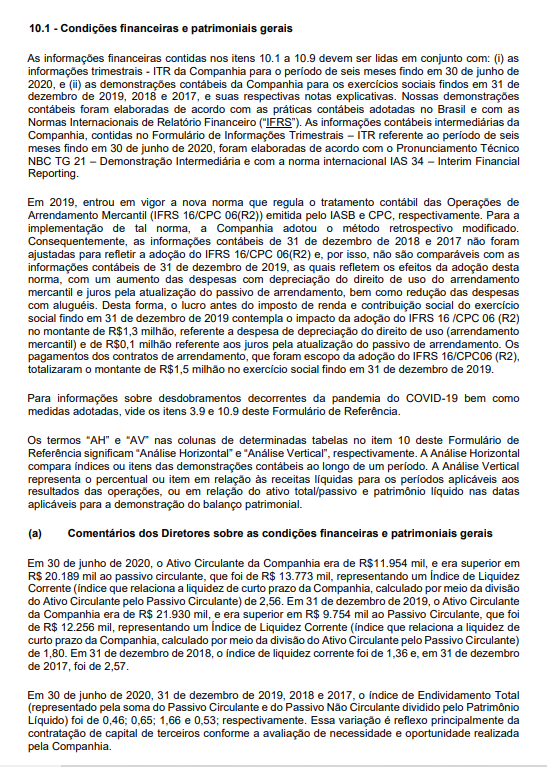 10.1 - Condições financeiras e patrimoniais gerais
As informações financeiras contidas nos itens 10.1 a 10.9 devem ser lidas em conjunto com: (i) as
informações trimestrais - ITR da Companhia para o período de seis meses findo em 30 de junho de
2020, e (ii) as demonstrações contábeis da Companhia para os exercícios sociais findos em 31 de
dezembro de 2019, 2018 e 2017, e suas respectivas notas explicativas. Nossas demonstrações
contábeis foram elaboradas de acordo com as práticas contábeis adotadas no Brasil e com as
Normas Internacionais de Relatório Financeiro ("IFRS"). As informações contábeis intermediárias da
Companhia, contidas no Formulário de Informações Trimestrais – ITR referente ao período de seis
meses findo em 30 de junho de 2020, foram elaboradas de acordo com o Pronunciamento Técnico
NBC TG 21 – Demonstração Intermediária e com a norma internacional IAS 34 – Interim Financial
Reporting.
Em 2019, entrou em vigor a nova norma que regula o tratamento contábil das Operações de
Arrendamento Mercantil (IFRS 16/CPC 06(R2)) emitida pelo IASB e CPC, respectivamente. Para a
implementação de tal norma, a Companhia adotou o método retrospectivo modificado.
Consequentemente, as informações contábeis de 31 de dezembro de 2018 e 2017 não foram
ajustadas para refletir a adoção do IFRS 16/CPC 06(R2) e, por isso, não são comparáveis com as
informações contábeis de 31 de dezembro de 2019, as quais refletem os efeitos da adoção desta
norma, com um aumento das despesas com depreciação do direito de uso do arrendamento
mercantil e juros pela atualização do passivo de arrendamento, bem como redução das despesas
com aluguéis. Desta forma, o lucro antes do imposto de renda e contribuição social do exercício
social findo em 31 de dezembro de 2019 contempla o impacto da adoção do IFRS 16 /CPC 06 (R2)
no montante de R$1,3 milhão, referente a despesa de depreciação do direito de uso (arrendamento
mercantil) e de R$0,1 milhão referente aos juros pela atualização do passivo de arrendamento. Os
pagamentos dos contratos de arrendamento, que foram escopo da adoção do IFRS 16/CPC06 (R2),
totalizaram o montante de R$1,5 milhão no exercício social findo em 31 de dezembro de 2019.
Para informações sobre desdobramentos decorrentes da pandemia do COVID-19 bem como
medidas adotadas, vide os itens 3.9 e 10.9 deste Formulário de Referência.
Os termos "AH" e "AV" nas colunas de determinadas tabelas no item 10 deste Formulário de
Referência significam "Análise Horizontal" e "Análise Vertical", respectivamente. A Análise Horizontal
compara índices ou itens das demonstrações contábeis ao longo de um período. A Análise Vertical
representa o percentual ou item em relação às receitas líquidas para os períodos aplicáveis aos
resultados das operações, ou em relação do ativo total/passivo e patrimônio líquido nas datas
aplicáveis para a demonstração do balanço patrimonial.
(a) Comentários dos Diretores sobre as condições financeiras e patrimoniais gerais
Em 30 de junho de 2020, o Ativo Circulante da Companhia era de R$11.954 mil, e era superior em
R$ 20.189 mil ao passivo circulante, que foi de R$ 13.773 mil, representando um Índice de Liquidez
Corrente (índice que relaciona a liquidez de curto prazo da Companhia, calculado por meio da divisão
do Ativo Circulante pelo Passivo Circulante) de 2,56. Em 31 de dezembro de 2019, o Ativo Circulante
da Companhia era de R$ 21.930 mil, e era superior em R$ 9.754 mil ao Passivo Circulante, que foi
de R$ 12.256 mil, representando um Índice de Liquidez Corrente (índice que relaciona a liquidez de
curto prazo da Companhia, calculado por meio da divisão do Ativo Circulante pelo Passivo Circulante)
de 1,80. Em 31 de dezembro de 2018, o índice de liquidez corrente foi de 1,36 e, em 31 de dezembro
de 2017, foi de 2,57.
Em 30 de junho de 2020, 31 de dezembro de 2019, 2018 e 2017, o índice de Endividamento Total
(representado pela soma do Passivo Circulante e do Passivo Não Circulante dividido pelo Patrimônio
Líquido) foi de 0,46; 0,65; 1,66 e 0,53; respectivamente. Essa variação é reflexo principalmente da
contratação de capital de terceiros conforme a avaliação de necessidade e oportunidade realizada
pela Companhia.